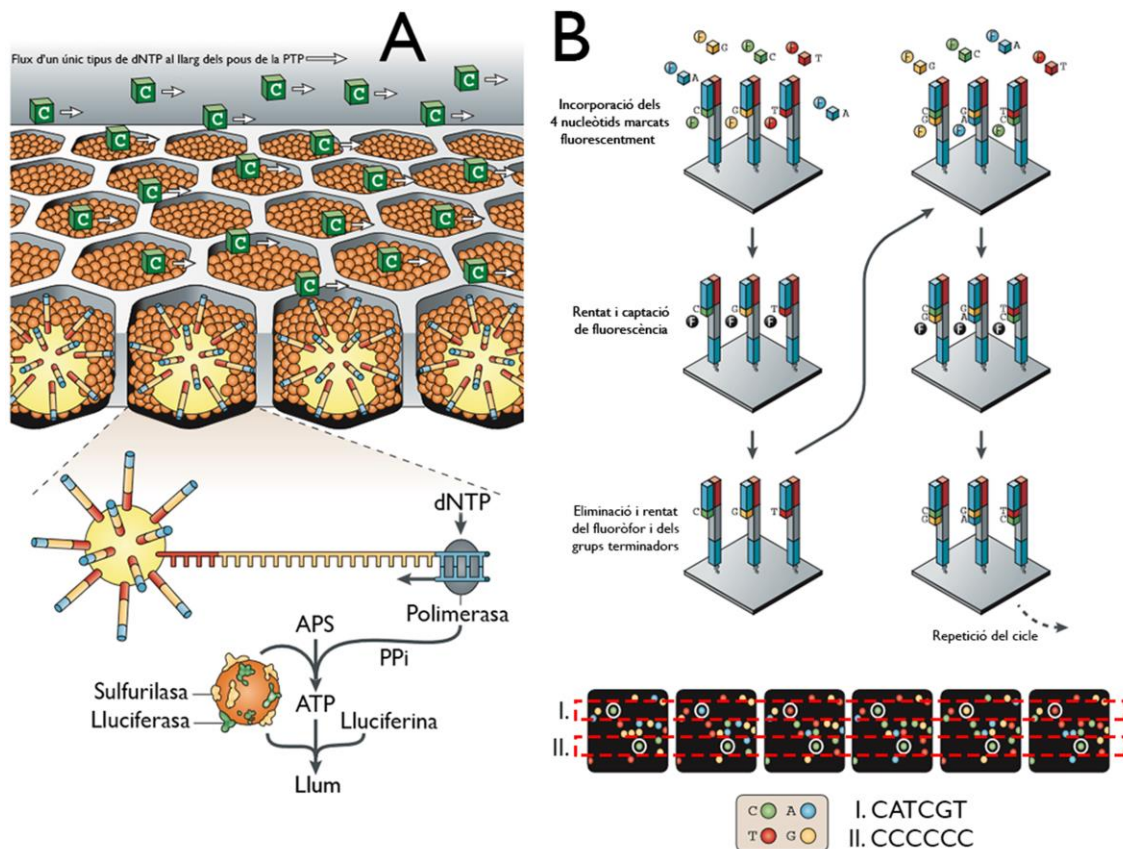 A
Flux d'un únic tipus de dNTP al llarg dels pous de la PTP
C C C C C C
C C C
C C C C
C C C
C C C C
dNTP
Polimerasa
APS
PPi
Sulfurilasa
ATP
Lluciferasa
Lluciferina
Llum
B
Incorporació dels
4 nucleòtids marcats
fluorescentment
F G F C F T
F A F A
C G T
F F F
F G F C F A F T
C G T
G A C
F F F
Rentat i captació
de fluorescència
C G T
F F F
C G T
G A C
F F F
Eliminació i rentat
del fluoròfor i dels
grups terminadors
C G T
C G T
G A C
Repetició del cicle
I.
II.
C A
T G
I. CATCGT
II. CCCCCC